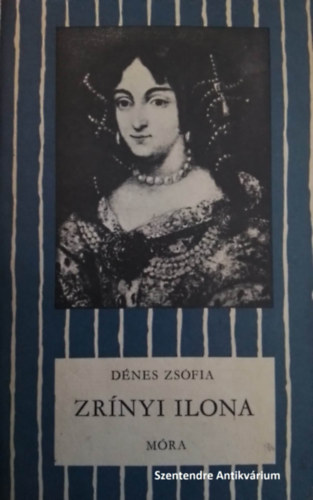 DÉNES ZSÓFIA
ZRÍNYI ILONA
MÓRA
Szentendre Antikvárium